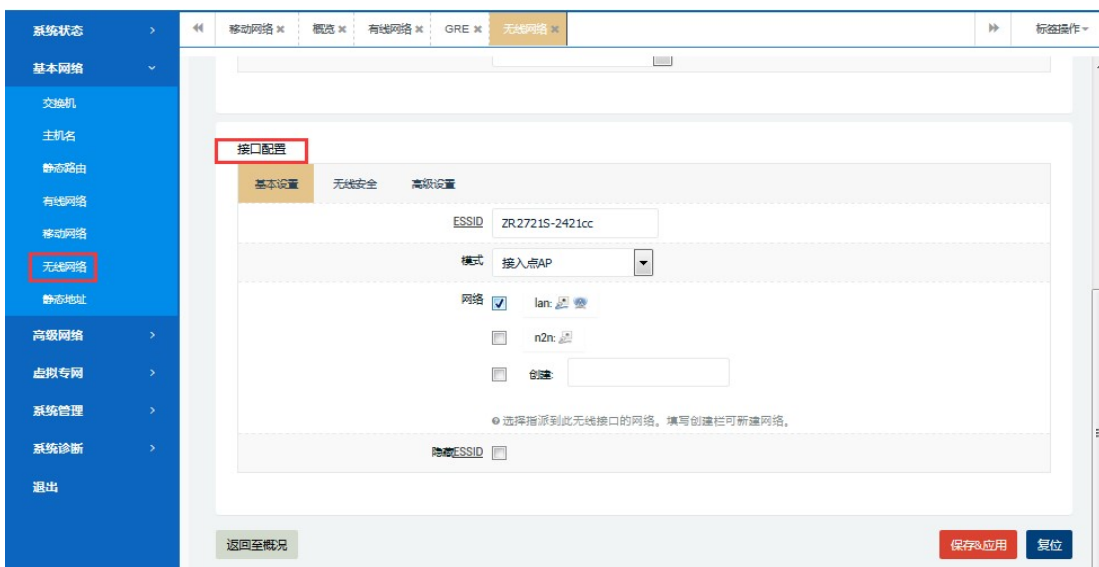 系统状态
移动网络 概览 有线网络 GRE 无线网络
标签操作
基本网络
交换机
主机名
静态路由
有线网络
移动网络
无线网络
静态地址
高级网络
虚拟专网
系统管理
系统诊断
退出
接口配置
基本设置 无线安全 高级设置
ESSID ZR2721S-2421cc
模式 接入点AP
网络 lan:
n2n:
创建:
选择指派到此无线接口的网络。填写创建栏可新建网络。
隐藏ESSID
返回至概况 保存&应用 复位